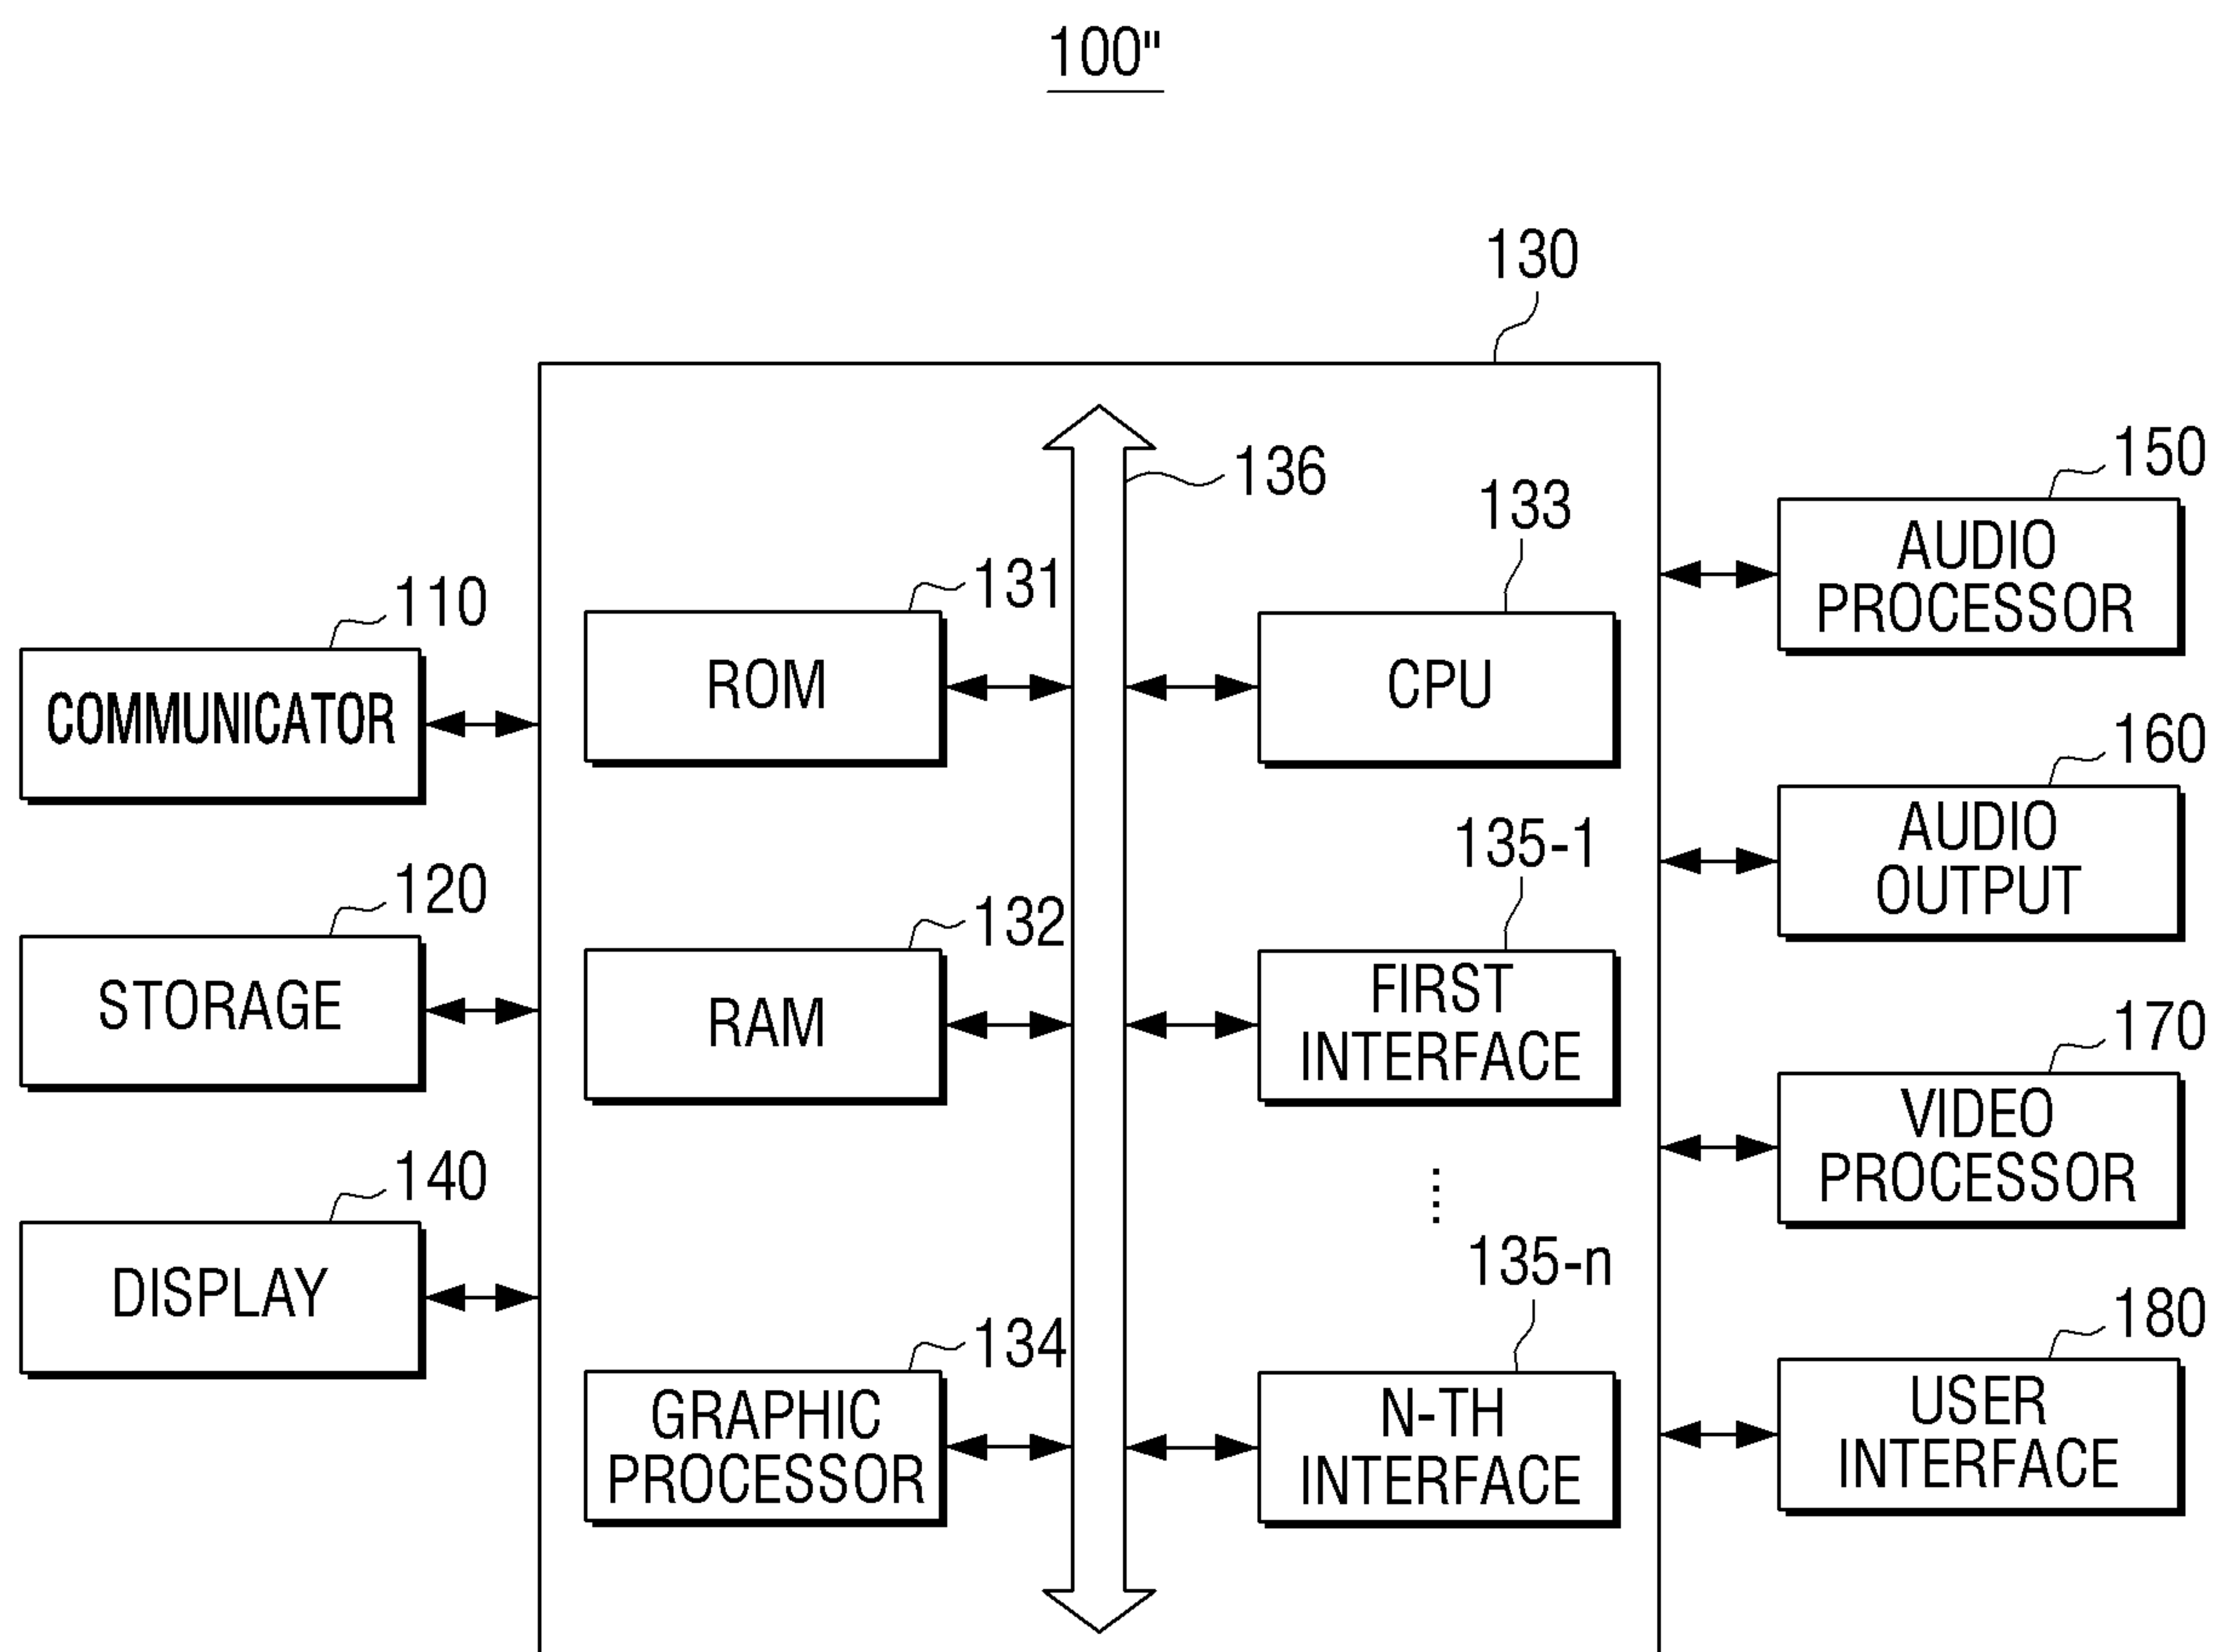 100"
130
136
133
150
AUDIO
PROCESSOR
131
ROM
CPU
110
COMMUNICATOR
160
AUDIO
OUTPUT
135-1
FIRST
INTERFACE
120
STORAGE
132
RAM
170
VIDEO
PROCESSOR
140
DISPLAY
135-n
N-TH
INTERFACE
134
GRAPHIC
PROCESSOR
180
USER
INTERFACE